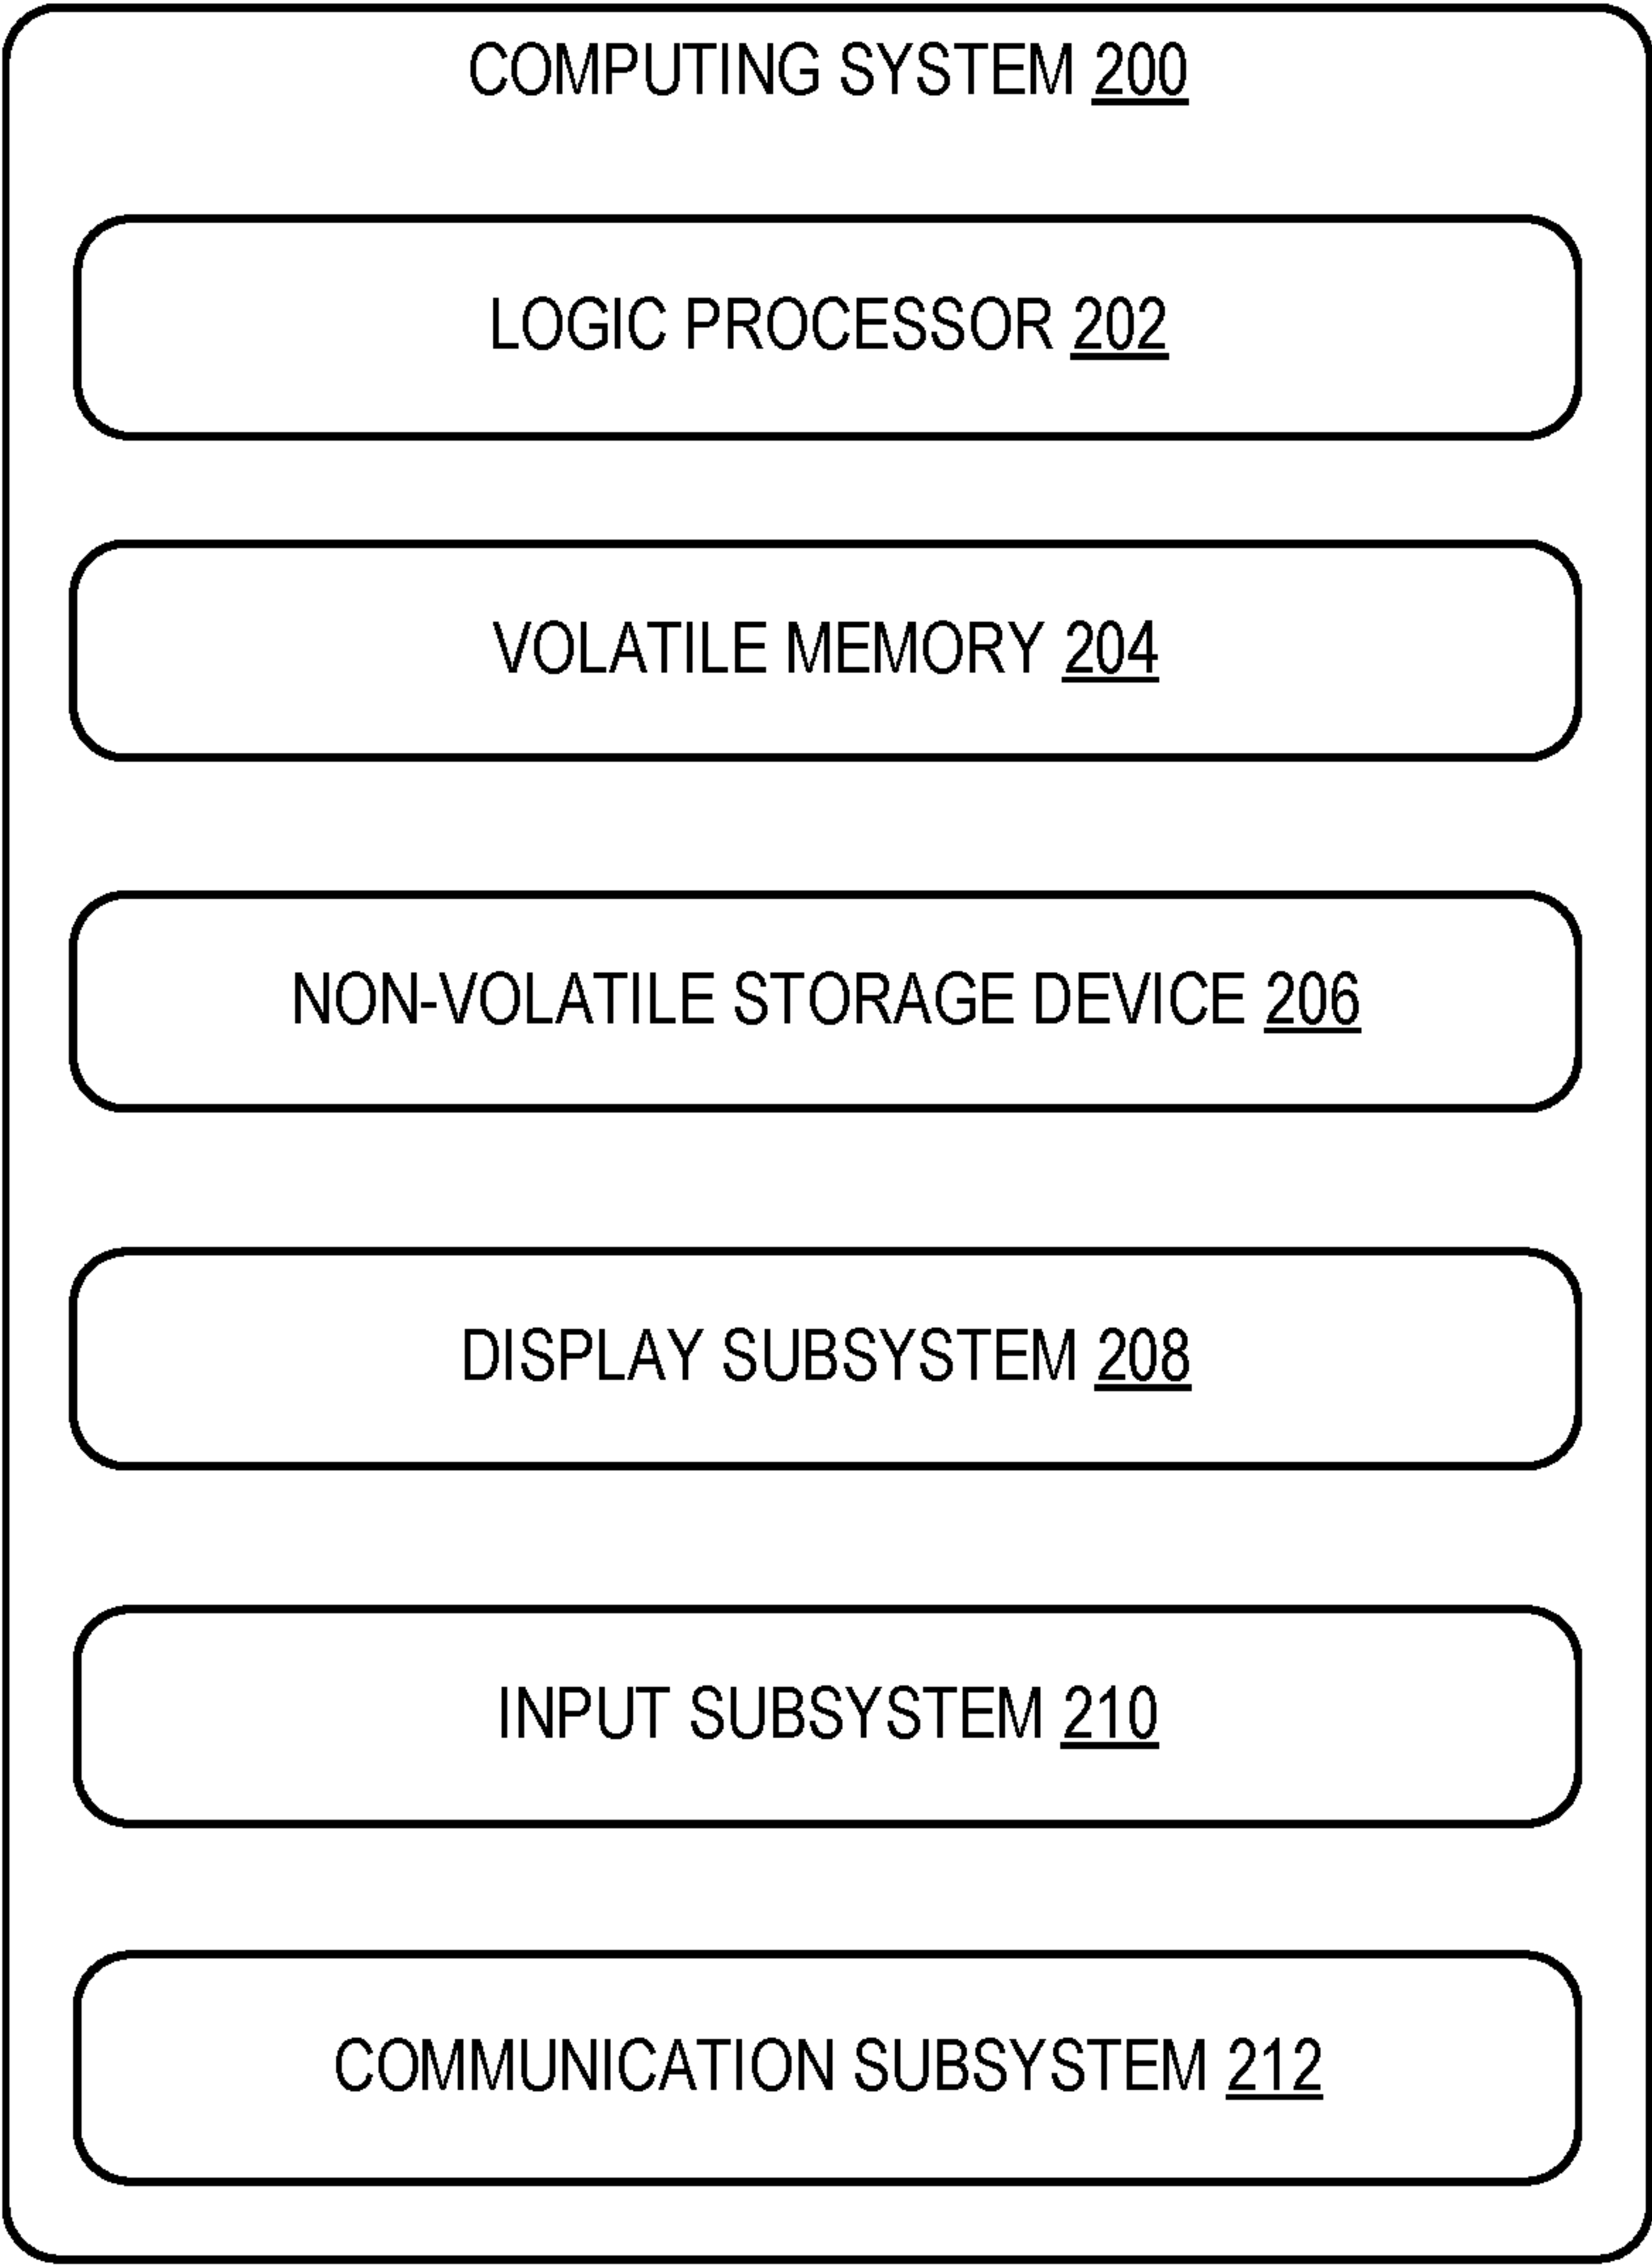 COMPUTING SYSTEM 200
LOGIC PROCESSOR 202
VOLATILE MEMORY 204
NON-VOLATILE STORAGE DEVICE 206
DISPLAY SUBSYSTEM 208
INPUT SUBSYSTEM 210
COMMUNICATION SUBSYSTEM 212